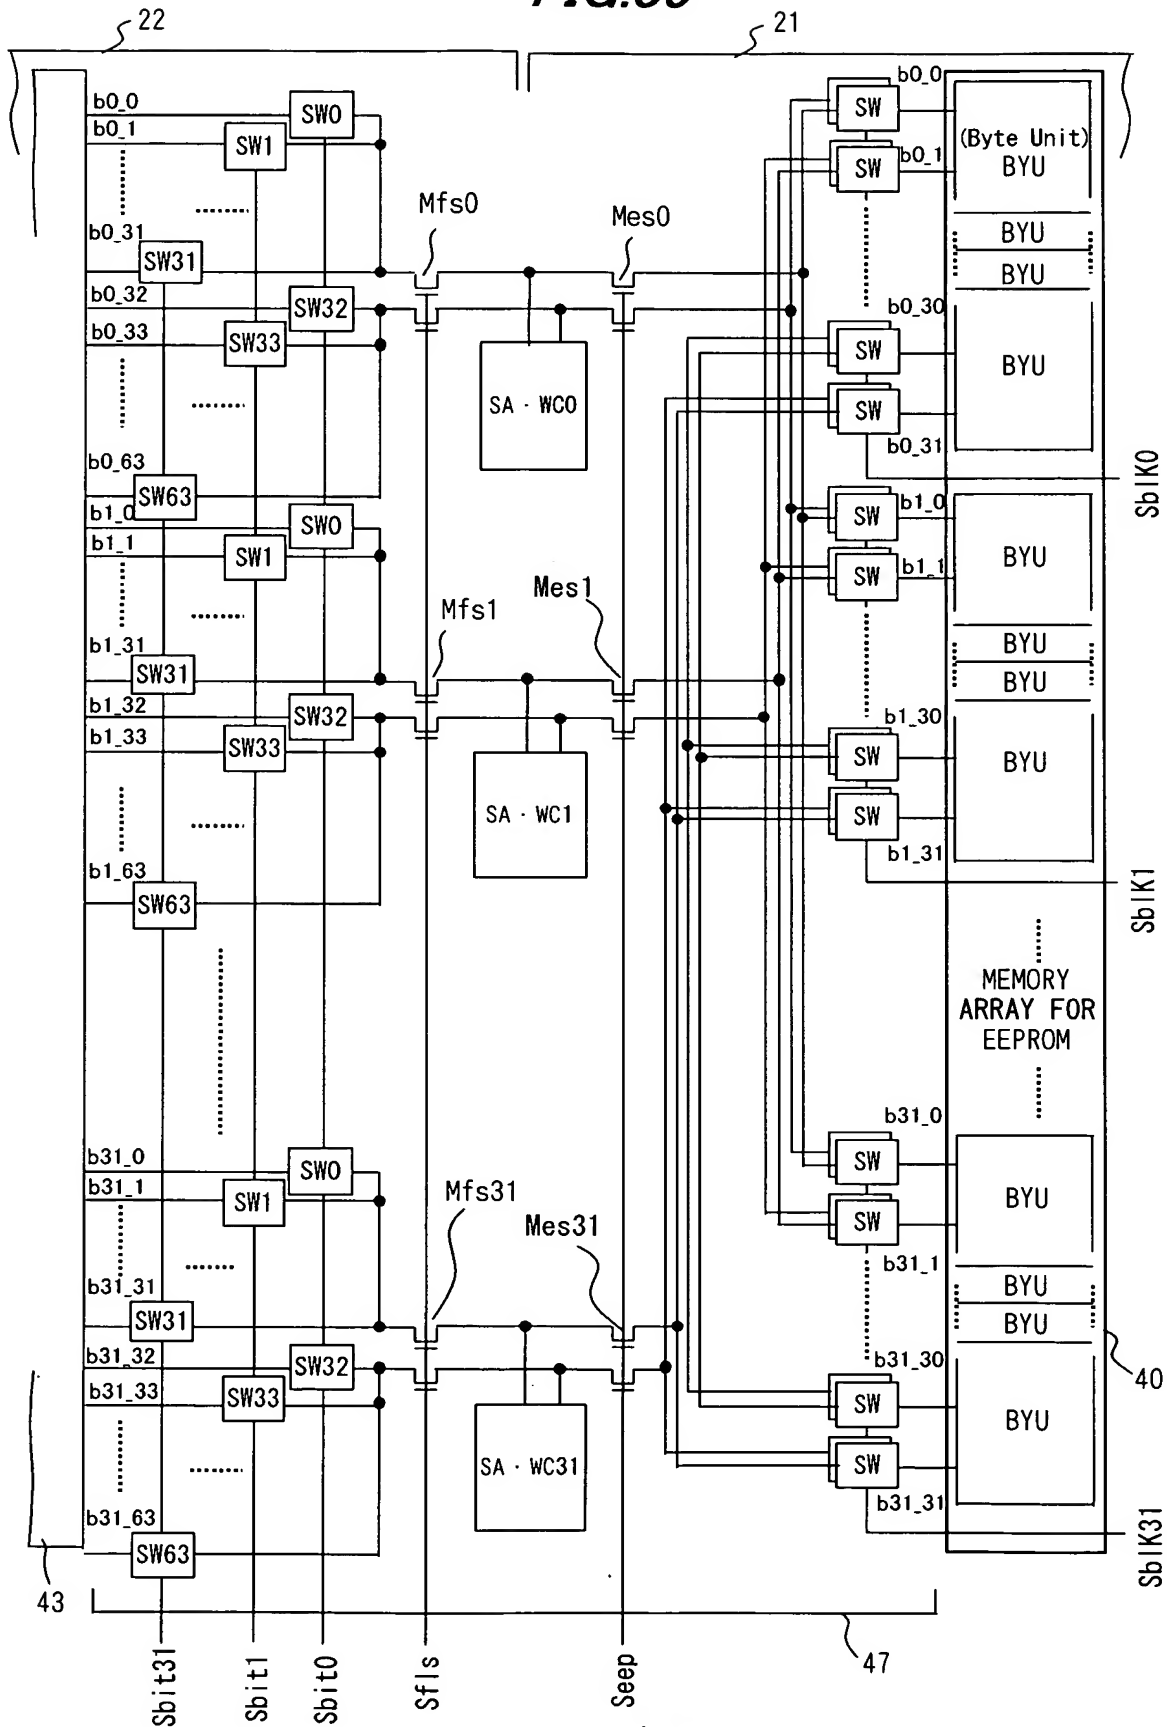 22
21
b0_0
SW0
b0_1
SW1
b0_31
SW31
b0_32
SW32
b0_33
SW33
b0_63
SW63
b1_0
SW0
b1_1
SW1
b1_31
SW31
b1_32
SW32
b1_33
SW33
b1_63
SW63
b31_0
SW0
b31_1
SW1
b31_31
SW31
b31_32
SW32
b31_33
SW33
b31_63
SW63
43
Mfs0
Mes0
SA · WC0
Mfs1
Mes1
SA · WC1
Mfs31
Mes31
SA · WC31
b0_0
SW
b0_1
SW
(Byte Unit)
BYU
BYU
BYU
b0_30
SW
BYU
SW
b0_31
SblK0
b1_0
SW
b1_1
SW
BYU
BYU
BYU
b1_30
SW
BYU
SW
b1_31
SblK1
MEMORY
ARRAY FOR
EEPROM
b31_0
SW
BYU
SW
b31_1
BYU
BYU
b31_30
40
SW
BYU
SW
b31_31
SblK31
47
Sbit31
Sbit1
Sbit0
Sfls
Seep